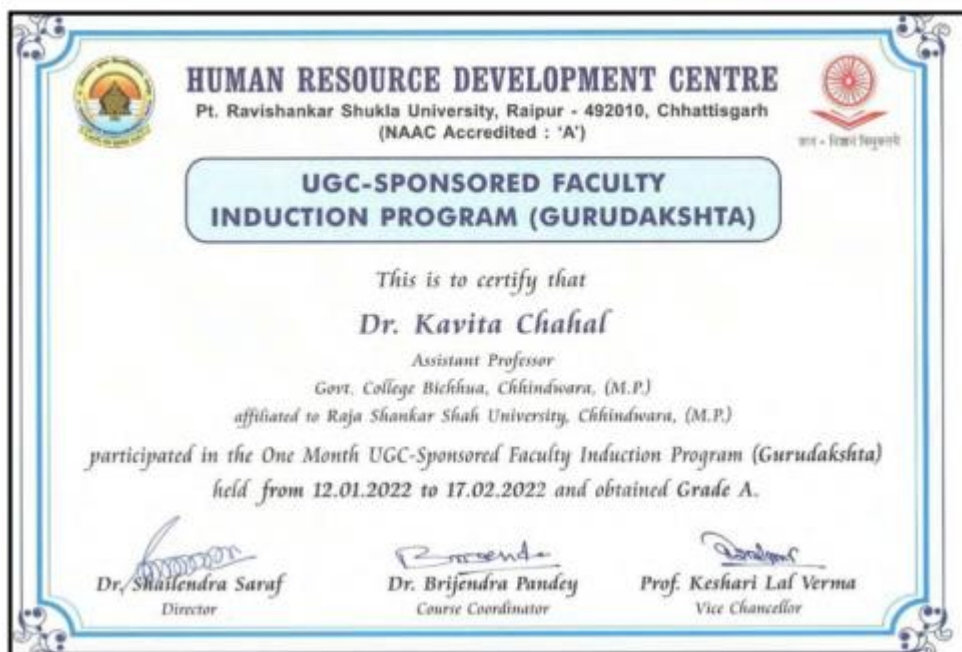 HUMAN RESOURCE DEVELOPMENT CENTRE
Pt. Ravishankar Shukla University, Raipur - 492010, Chhattisgarh
(NAAC Accredited : 'A')
UGC-SPONSORED FACULTY
INDUCTION PROGRAM (GURUDAKSHTA)
This is to certify that
Dr. Kavita Chahal
Assistant Professor
Govt. College Bichhua, Chhindwara, (M.P.)
affiliated to Raja Shankar Shah University, Chhindwara, (M.P.)
participated in the One Month UGC-Sponsored Faculty Induction Program (Gurudakshta)
held from 12.01.2022 to 17.02.2022 and obtained Grade A.
Dr. Shailendra Saraf
Director
Dr. Brijendra Pandey
Course Coordinator
Prof. Keshari Lal Verma
Vice Chancellor